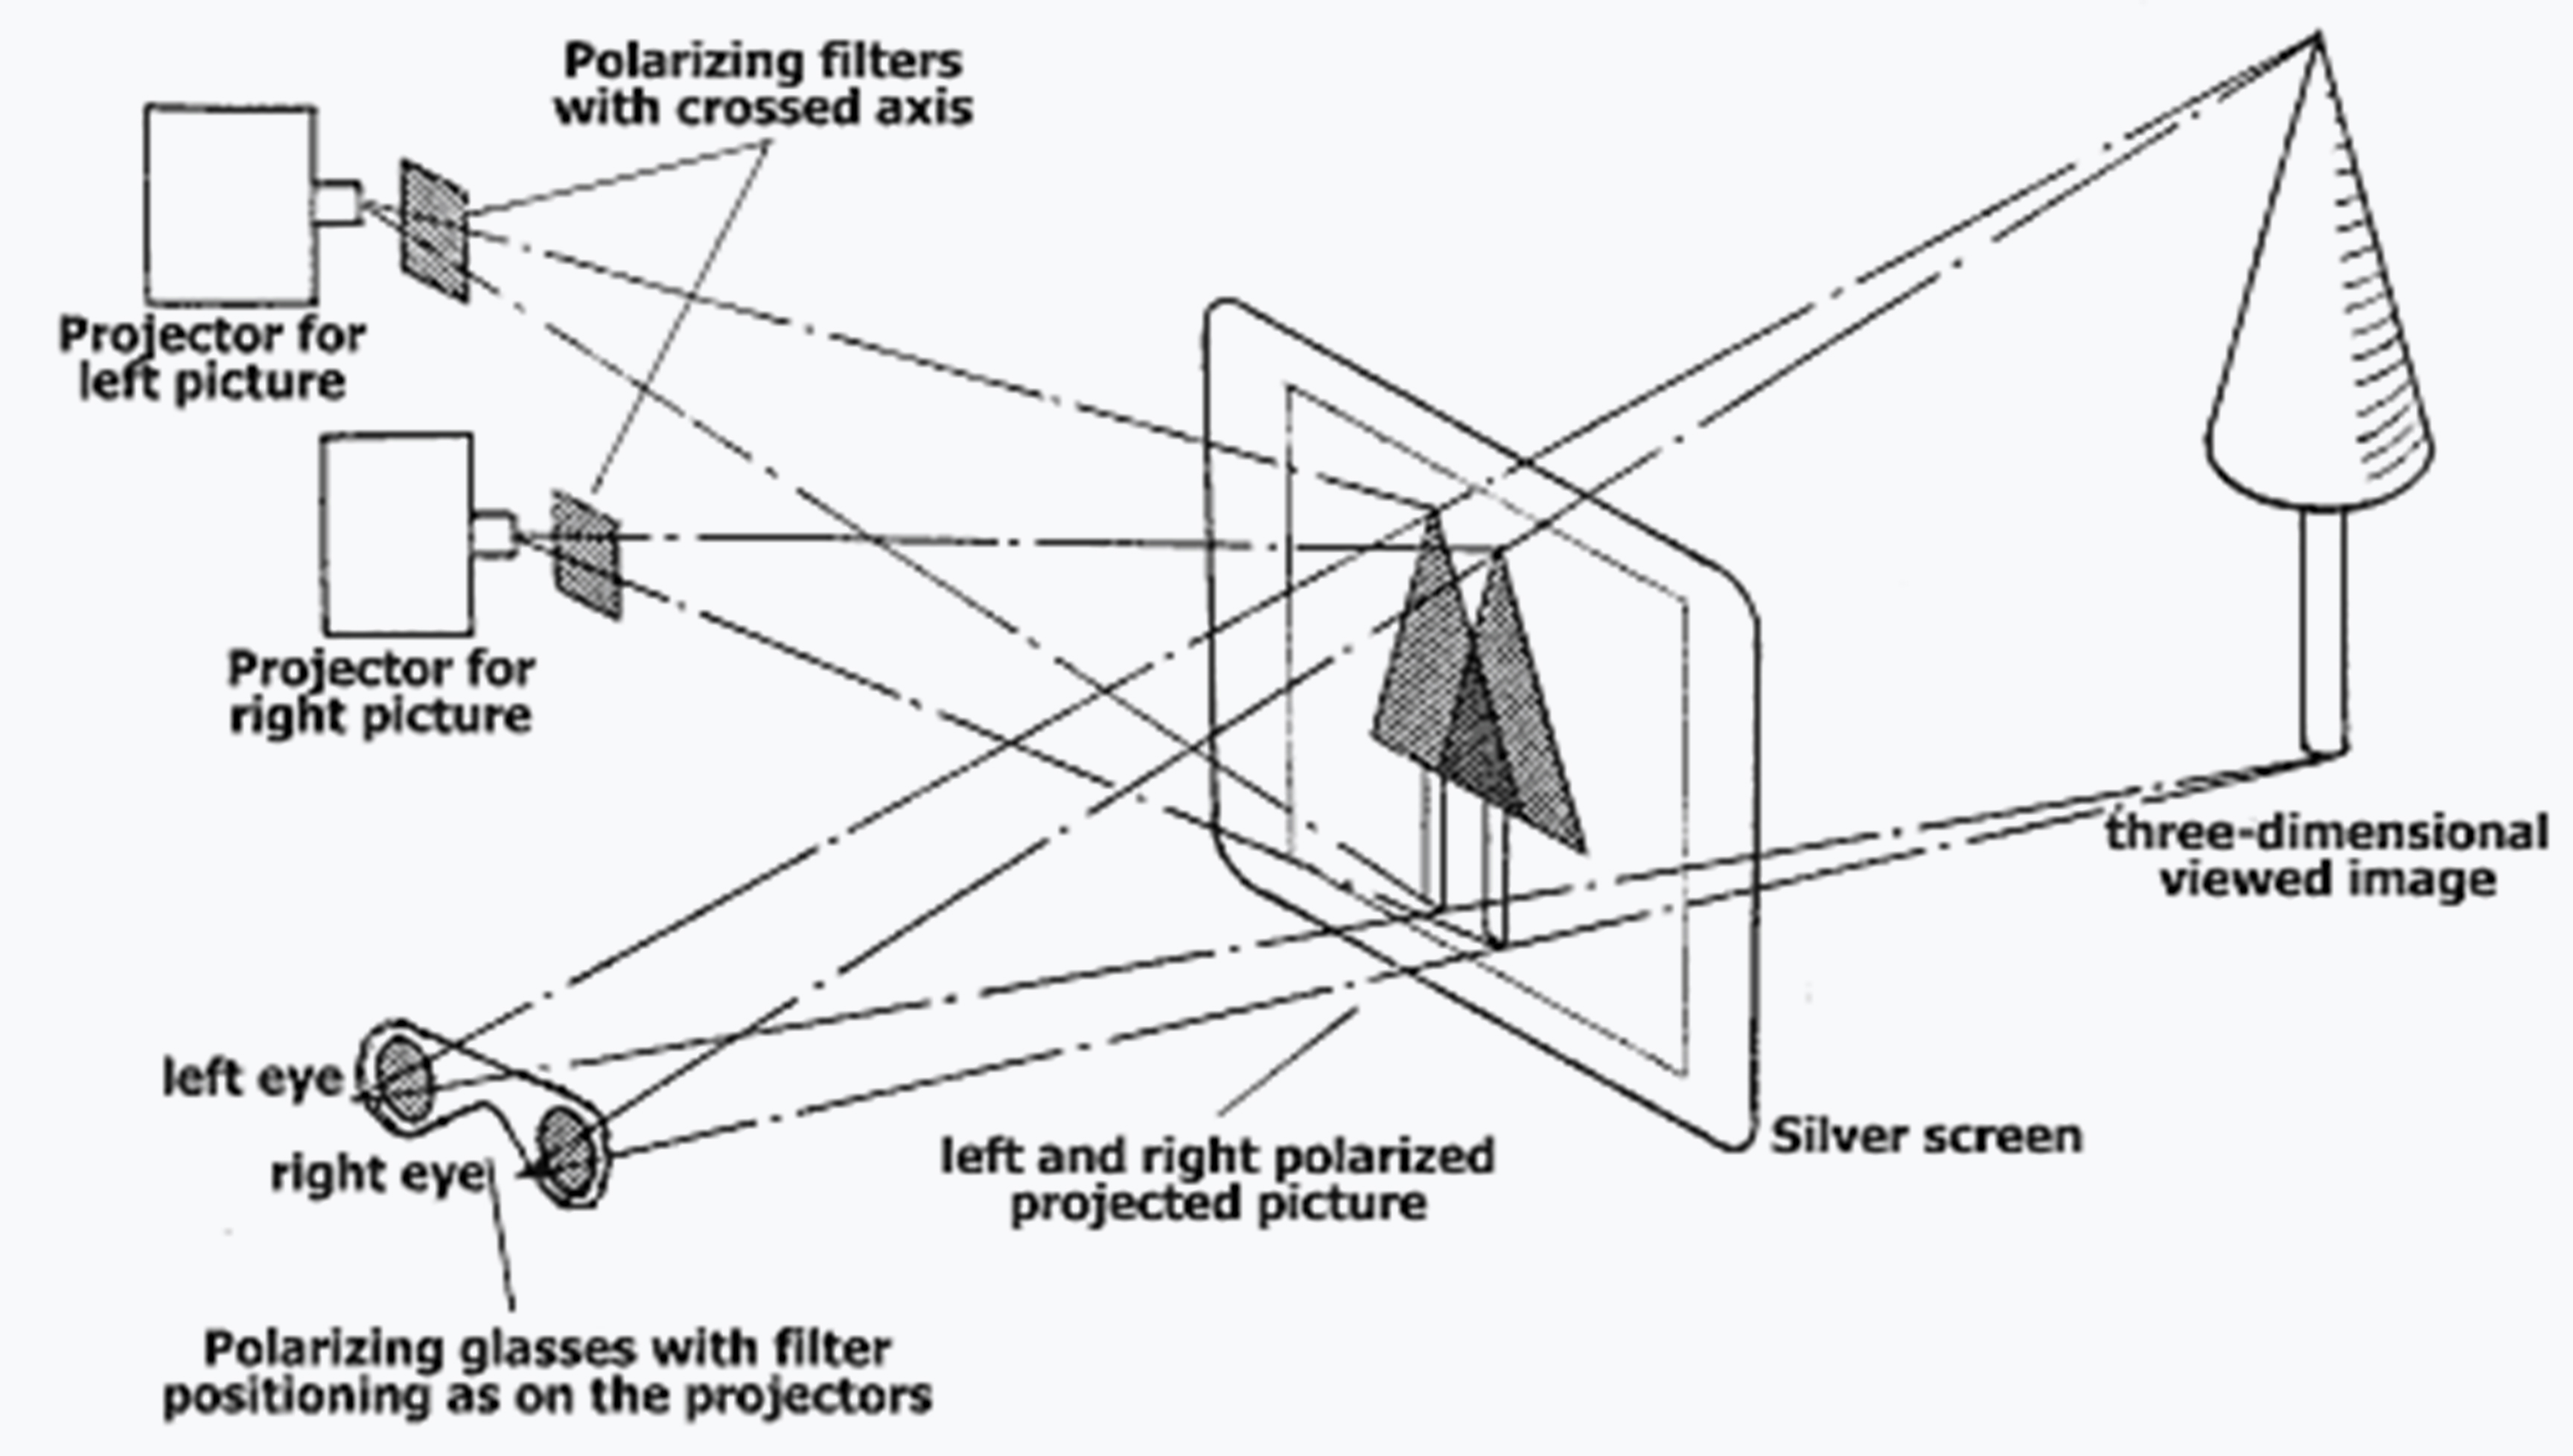 Polarizing filters
with crossed axis
Projector for
left picture
Projector for
right picture
three-dimensional
viewed image
left eye
right eye
left and right polarized
projected picture
Silver screen
Polarizing glasses with filter
positioning as on the projectors